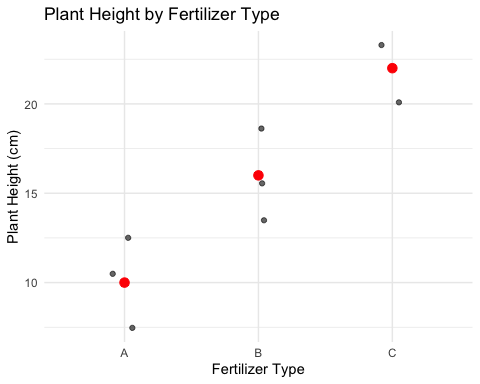 Plant Height by Fertilizer Type
Plant Height (cm)
20
15
10
A B C
Fertilizer Type